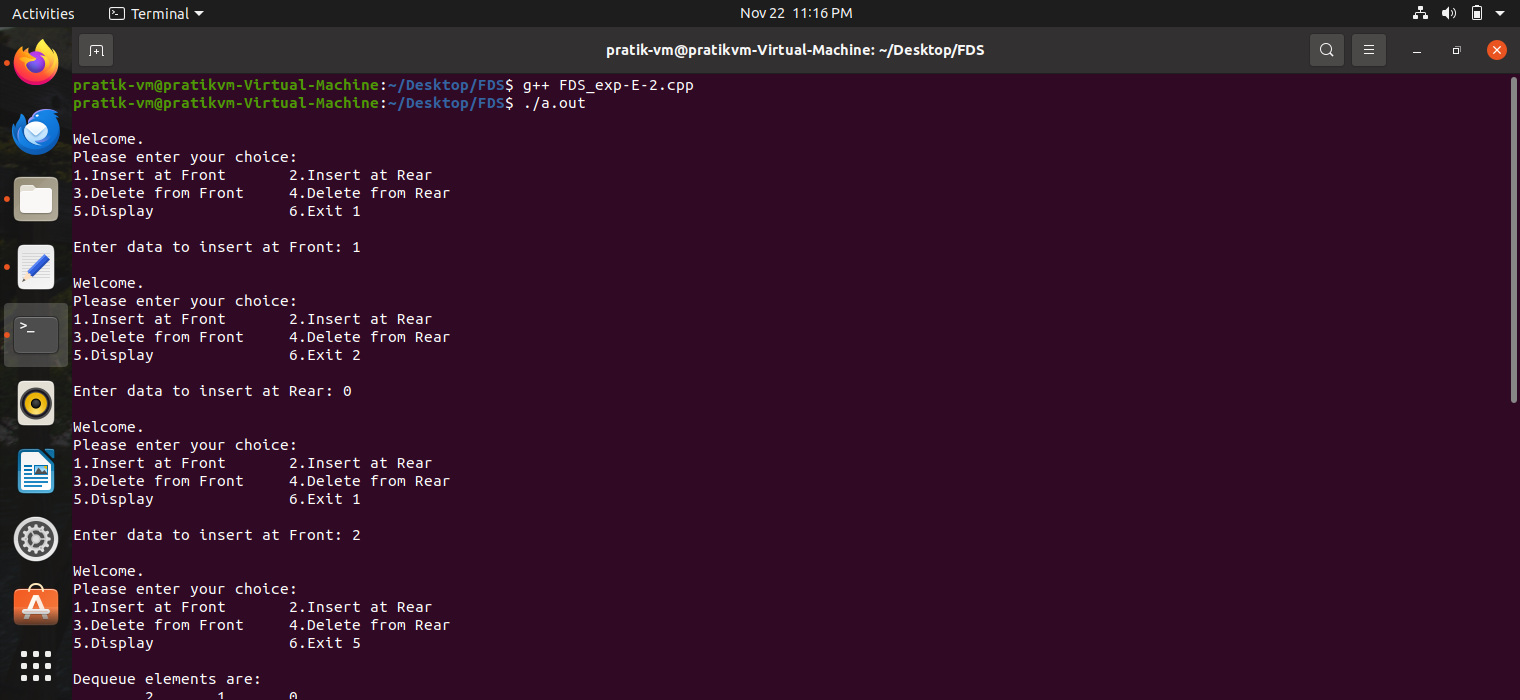 Activities Terminal Nov 22 11:16 PM
pratik-vm@pratikvm-Virtual-Machine: ~/Desktop/FDS
pratik-vm@pratikvm-Virtual-Machine:~/Desktop/FDS$ g++ FDS_exp-E-2.cpp
pratik-vm@pratikvm-Virtual-Machine:~/Desktop/FDS$ ./a.out
Welcome.
Please enter your choice:
1.Insert at Front 2.Insert at Rear
3.Delete from Front 4.Delete from Rear
5.Display 6.Exit 1
Enter data to insert at Front: 1
Welcome.
Please enter your choice:
1.Insert at Front 2.Insert at Rear
3.Delete from Front 4.Delete from Rear
5.Display 6.Exit 2
Enter data to insert at Rear: 0
Welcome.
Please enter your choice:
1.Insert at Front 2.Insert at Rear
3.Delete from Front 4.Delete from Rear
5.Display 6.Exit 1
Enter data to insert at Front: 2
Welcome.
Please enter your choice:
1.Insert at Front 2.Insert at Rear
3.Delete from Front 4.Delete from Rear
5.Display 6.Exit 5
Dequeue elements are:
2 1 0